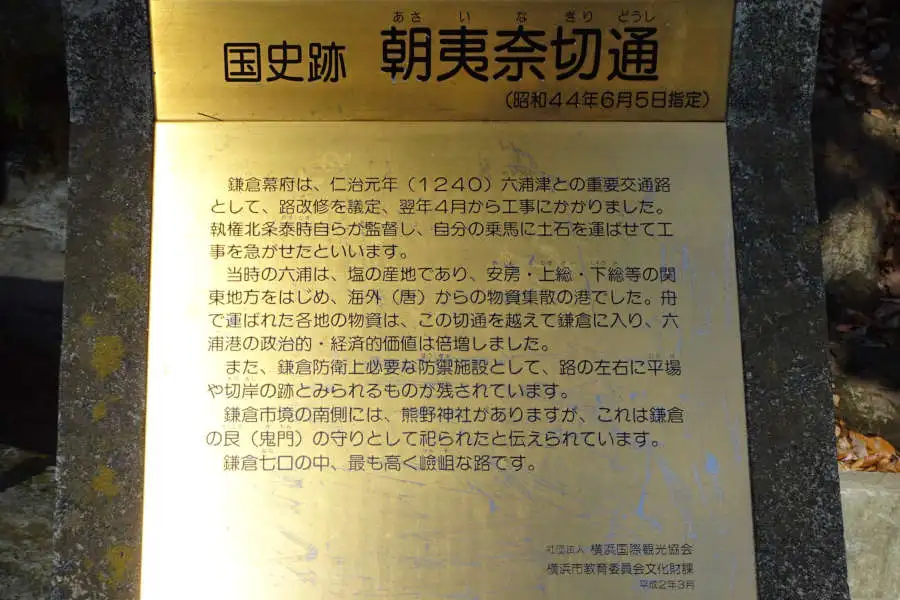 あさ い な きり どうし
国史跡 朝夷奈切通
（昭和44年6月5日指定）
鎌倉幕府は、仁治元年（1240）六浦津との重要交通路
として、路改修を議定、翌年4月から工事にかかりました。
執権北条泰時自らが監督し、自分の乗馬に土石を運ばせて工
事を急がせたといいます。
当時の六浦は、塩の産地であり、安房・上総・下総等の関
東地方をはじめ、海外（唐）からの物資集散の港でした。舟
で運ばれた各地の物資は、この切通を越えて鎌倉に入り、六
浦港の政治的・経済的価値は倍増しました。
また、鎌倉防衛上必要な防禦施設として、路の左右に平場
や切岸の跡とみられるものが残されています。
鎌倉市境の南側には、熊野神社がありますが、これは鎌倉
の艮（鬼門）の守りとして祀られたと伝えられています。
鎌倉七口の中、最も高く嶮岨な路です。
社団法人 横浜国際観光協会
横浜市教育委員会文化財課
平成2年3月